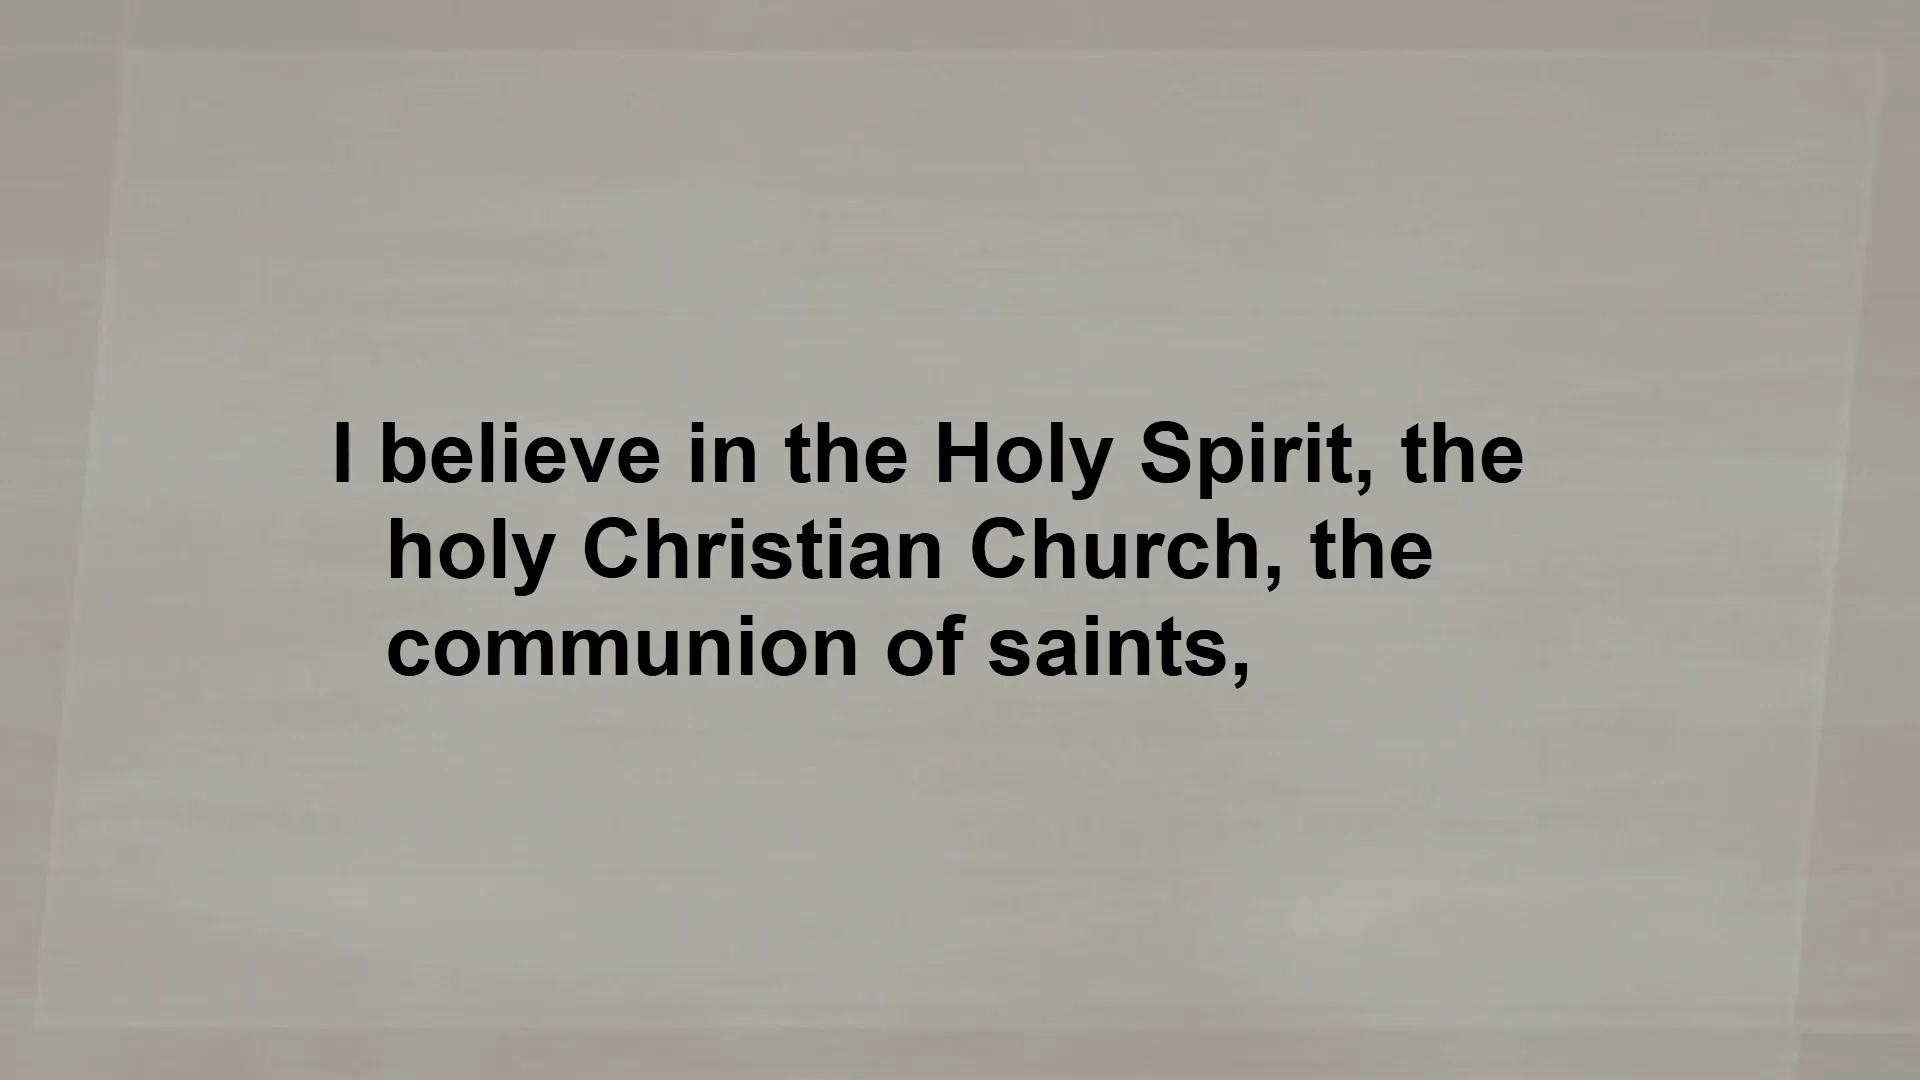 I believe in the Holy Spirit, the
holy Christian Church, the
communion of saints,